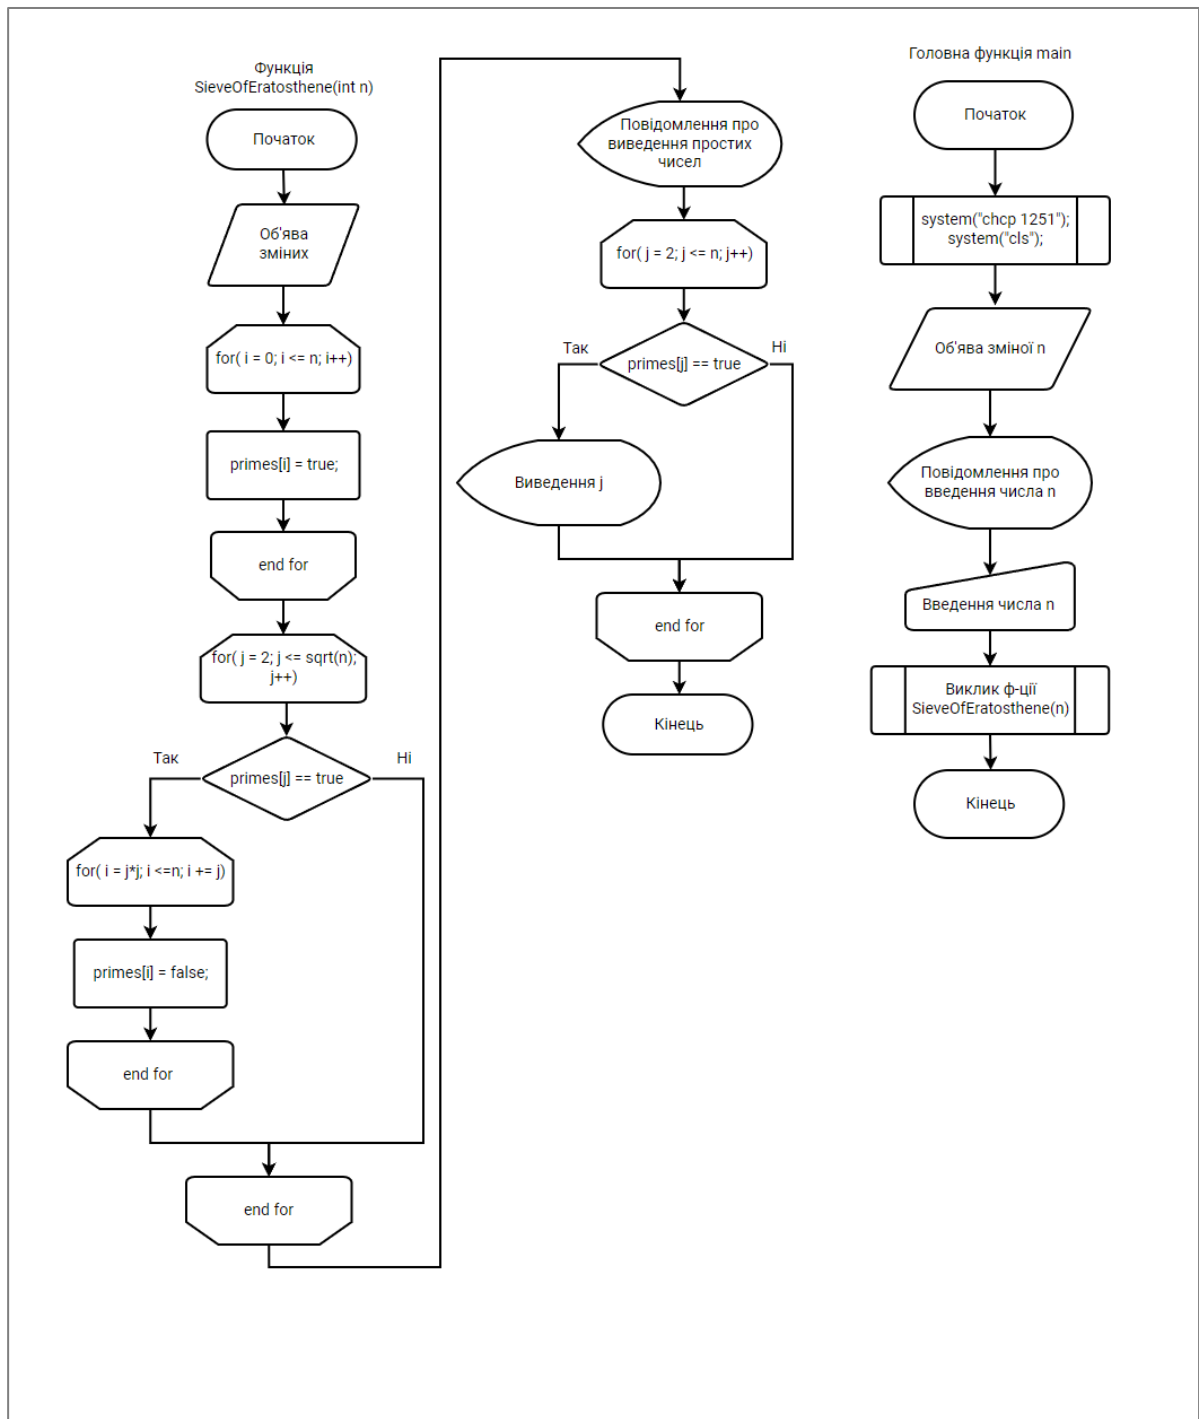 Функція
SieveOfEratosthene(int n)
Початок
Об'ява
зміних
for( i = 0; i <= n; i++)
primes[i] = true;
end for
for( j = 2; j <= sqrt(n);
j++)
primes[j] == true
Так
Ні
for( i = j*j; i <=n; i += j)
primes[i] = false;
end for
end for
Повідомлення про
виведення простих
чисел
for( j = 2; j <= n; j++)
primes[j] == true
Так
Ні
Виведення j
end for
Кінець
Головна функція main
Початок
system("chcp 1251");
system("cls");
Об'ява зміної n
Повідомлення про
введення числа n
Введення числа n
Виклик ф-ції
SieveOfEratosthene(n)
Кінець